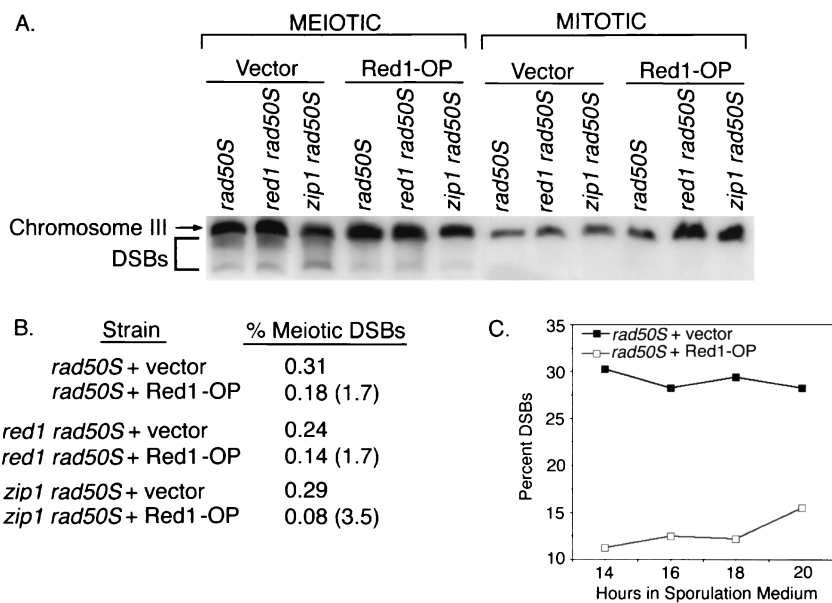 A.
MEIOTIC MITOTIC
Vector Red1-OP Vector Red1-OP
rad50S red1 rad50S zip1 rad50S rad50S red1 rad50S zip1 rad50S rad50S red1 rad50S zip1 rad50S rad50S red1 rad50S zip1 rad50S
Chromosome III
DSBs
B. Strain % Meiotic DSBs
rad50S + vector 0.31
rad50S + Red1-OP 0.18 (1.7)
red1 rad50S + vector 0.24
red1 rad50S + Red1-OP 0.14 (1.7)
zip1 rad50S + vector 0.29
zip1 rad50S + Red1-OP 0.08 (3.5)
C.
rad50S + vector
rad50S + Red1-OP
Percent DSBs
35
30
25
20
15
10
14 16 18 20
Hours in Sporulation Medium